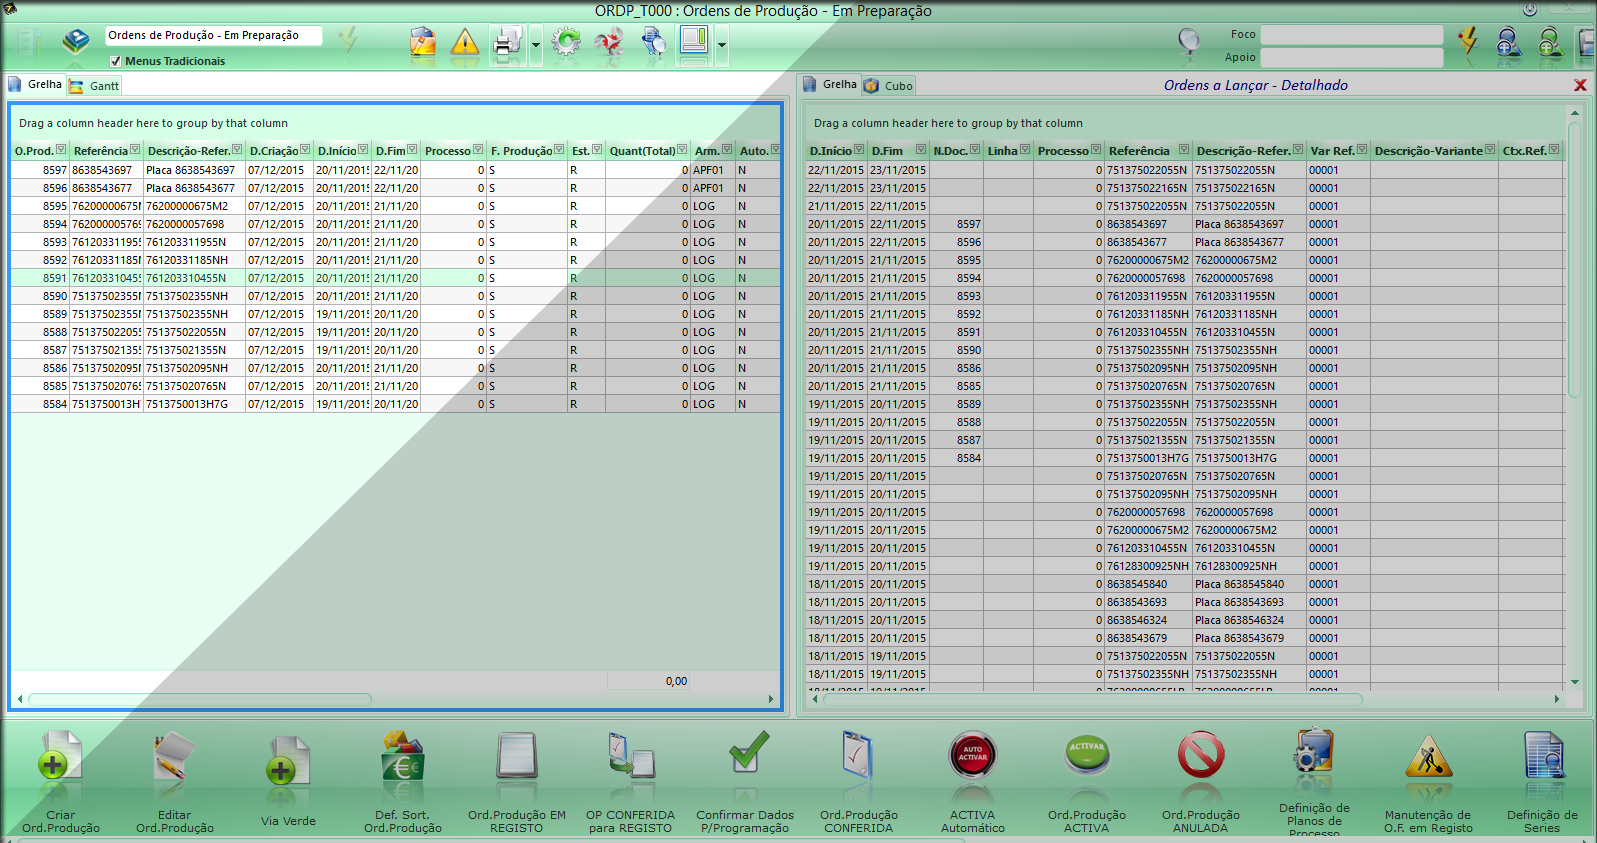 ORDP_T000 : Ordens de Produção - Em Preparação
Ordens de Produção - Em Preparação
Menus Tradicionais
Foco
Apoio
Grelha Gantt
Drag a column header here to group by that column
O.Prod. Referência Descrição-Refer. D.Criação D.Início D.Fim Processo F. Produção Est. Quant(Total) Arm. Auto.
8597 8638543697 Placa 8638543697 07/12/2015 20/11/2015 22/11/20 0 S R 0 APF01 N
8596 8638543677 Placa 8638543677 07/12/2015 20/11/2015 22/11/20 0 S R 0 APF01 N
8595 76200000675M 76200000675M2 07/12/2015 20/11/2015 21/11/20 0 S R 0 LOG N
8594 7620000057698 7620000057698 07/12/2015 20/11/2015 21/11/20 0 S R 0 LOG N
8593 761203311955 761203311955N 07/12/2015 20/11/2015 21/11/20 0 S R 0 LOG N
8592 76120331185N 76120331185NH 07/12/2015 20/11/2015 21/11/20 0 S R 0 LOG N
8591 761203310455 761203310455N 07/12/2015 20/11/2015 21/11/20 0 S R 0 LOG N
8590 75137502355N 75137502355NH 07/12/2015 20/11/2015 21/11/20 0 S R 0 LOG N
8589 75137502355N 75137502355NH 07/12/2015 19/11/2015 20/11/20 0 S R 0 LOG N
8588 751375022055 751375022055N 07/12/2015 19/11/2015 20/11/20 0 S R 0 LOG N
8587 751375021355 751375021355N 07/12/2015 19/11/2015 20/11/20 0 S R 0 LOG N
8586 75137502095N 75137502095NH 07/12/2015 20/11/2015 21/11/20 0 S R 0 LOG N
8585 751375020765 751375020765N 07/12/2015 20/11/2015 21/11/20 0 S R 0 LOG N
8584 7513750013H7 7513750013H7G 07/12/2015 19/11/2015 20/11/20 0 S R 0 LOG N
0,00
Grelha Cubo
Ordens a Lançar - Detalhado
Drag a column header here to group by that column
D.Início D.Fim N.Doc. Linha Processo Referência Descrição-Refer. Var Ref. Descrição-Variante Ctx.Ref.
22/11/2015 23/11/2015 0 751375022055N 751375022055N 00001
22/11/2015 23/11/2015 0 751375022165N 751375022165N 00001
21/11/2015 22/11/2015 0 751375022055N 751375022055N 00001
20/11/2015 22/11/2015 8597 0 8638543697 Placa 8638543697 00001
20/11/2015 22/11/2015 8596 0 8638543677 Placa 8638543677 00001
20/11/2015 21/11/2015 8595 0 76200000675M2 76200000675M2 00001
20/11/2015 21/11/2015 8594 0 7620000057698 7620000057698 00001
20/11/2015 21/11/2015 8593 0 761203311955N 761203311955N 00001
20/11/2015 21/11/2015 8592 0 76120331185NH 76120331185NH 00001
20/11/2015 21/11/2015 8591 0 761203310455N 761203310455N 00001
20/11/2015 21/11/2015 8590 0 75137502355NH 75137502355NH 00001
20/11/2015 21/11/2015 8586 0 75137502095NH 75137502095NH 00001
20/11/2015 21/11/2015 8585 0 751375020765N 751375020765N 00001
19/11/2015 20/11/2015 8589 0 75137502355NH 75137502355NH 00001
19/11/2015 20/11/2015 8588 0 751375022055N 751375022055N 00001
19/11/2015 20/11/2015 8587 0 751375021355N 751375021355N 00001
19/11/2015 20/11/2015 8584 0 7513750013H7G 7513750013H7G 00001
19/11/2015 20/11/2015 0 751375020765N 751375020765N 00001
19/11/2015 20/11/2015 0 75137502095NH 75137502095NH 00001
19/11/2015 20/11/2015 0 7620000057698 7620000057698 00001
19/11/2015 20/11/2015 0 76200000675M2 76200000675M2 00001
19/11/2015 20/11/2015 0 761203310455N 761203310455N 00001
19/11/2015 20/11/2015 0 76128300925NH 76128300925NH 00001
18/11/2015 20/11/2015 0 8638545840 Placa 8638545840 00001
18/11/2015 20/11/2015 0 8638543693 Placa 8638543693 00001
18/11/2015 20/11/2015 0 8638546324 Placa 8638546324 00001
18/11/2015 20/11/2015 0 8638543679 Placa 8638543679 00001
18/11/2015 19/11/2015 0 751375022055N 751375022055N 00001
18/11/2015 19/11/2015 0 75137502355NH 75137502355NH 00001
Criar Ord.Produção
Editar Ord.Produção
Via Verde
Def. Sort. Ord.Produção
Ord.Produção EM REGISTO
OP CONFERIDA para REGISTO
Confirmar Dados P/Programação
Ord.Produção CONFERIDA
AUTO ACTIVAR
ACTIVA Automático
ACTIVAR
Ord.Produção ACTIVA
Ord.Produção ANULADA
Definição de Planos de Processo
Manutenção de O.F. em Registo
Definição de Series